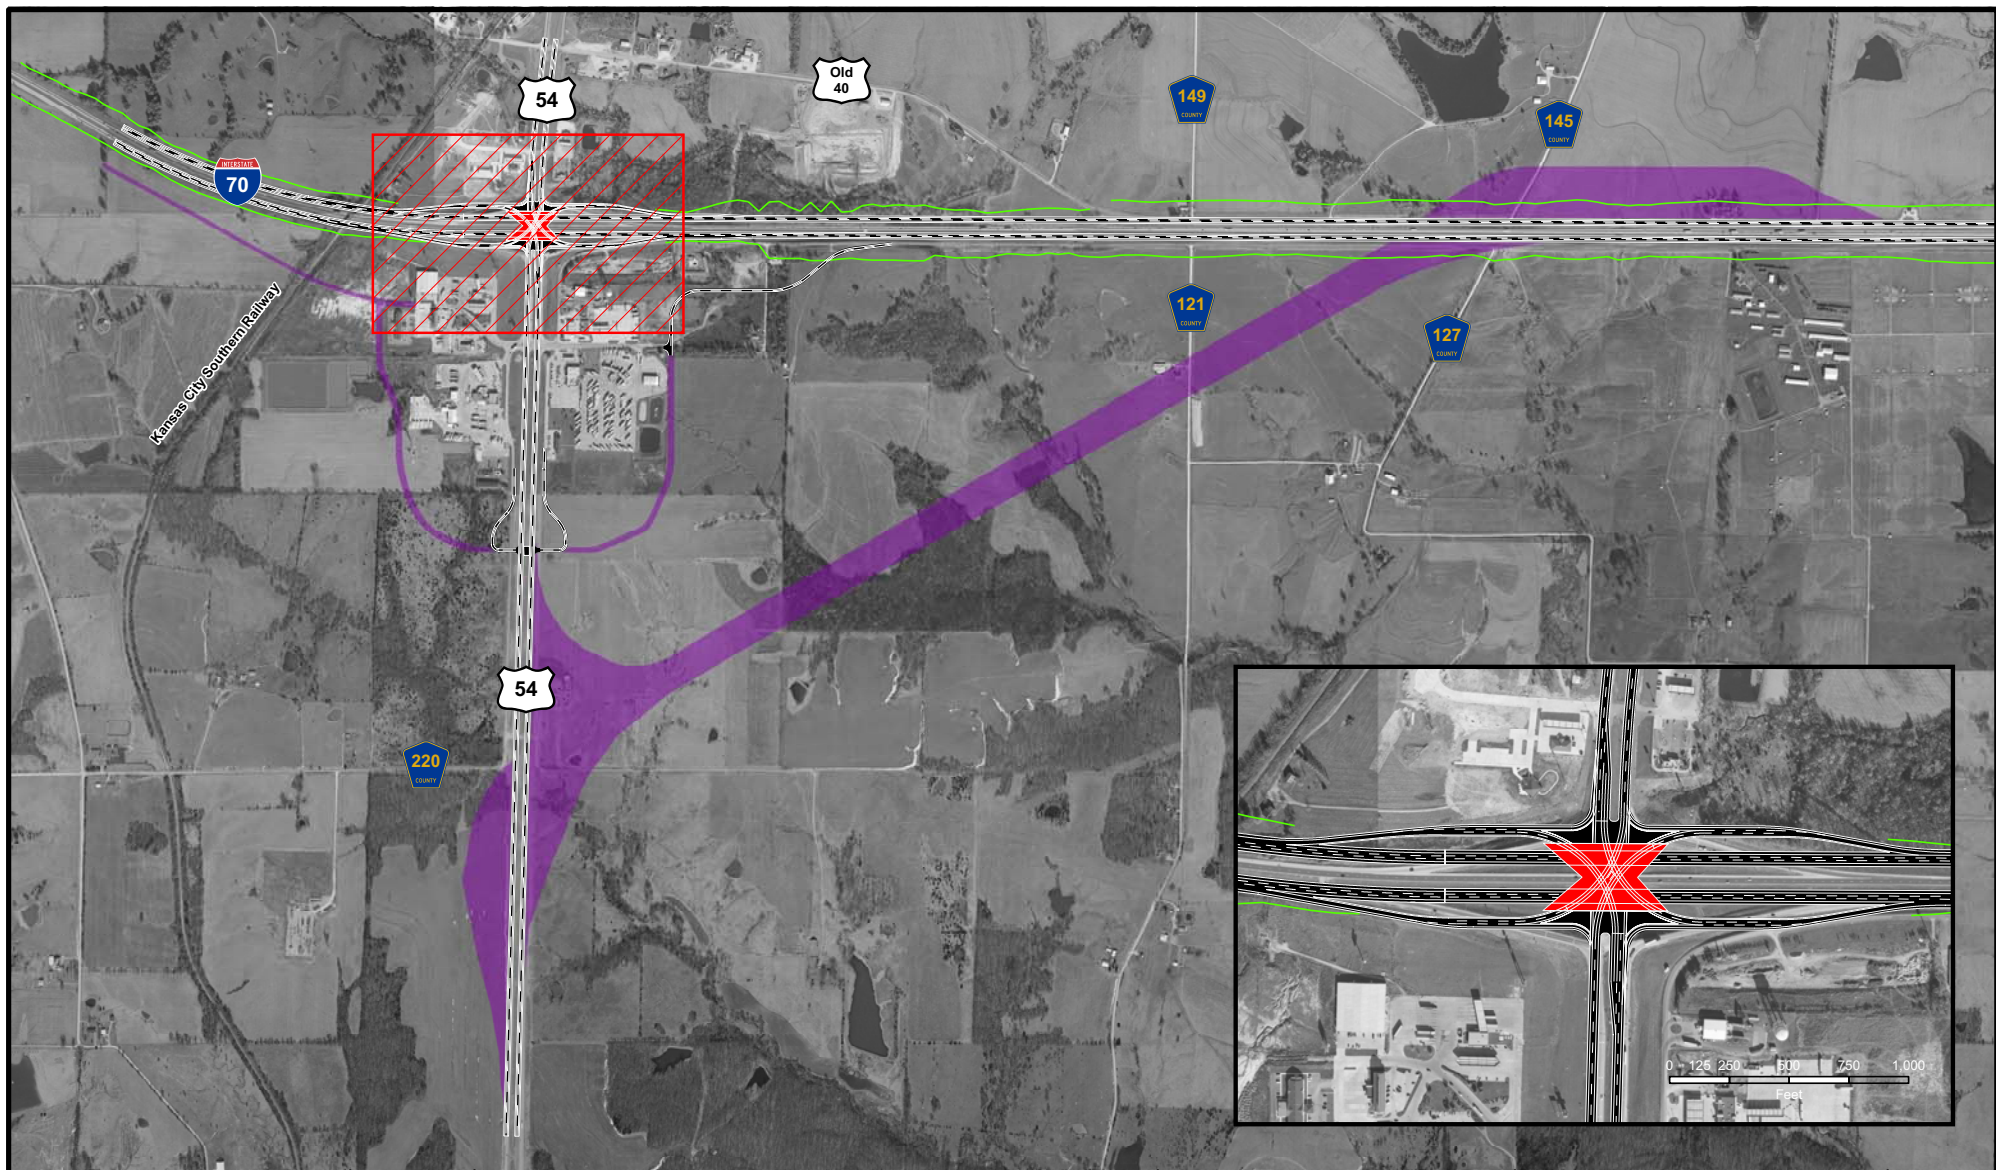 54
Old
40
149
COUNTY
145
COUNTY
INTERSTATE
70
121
COUNTY
127
COUNTY
Kansas City Southern Railway
54
220
COUNTY
0 125 250 500 750 1,000
Feet